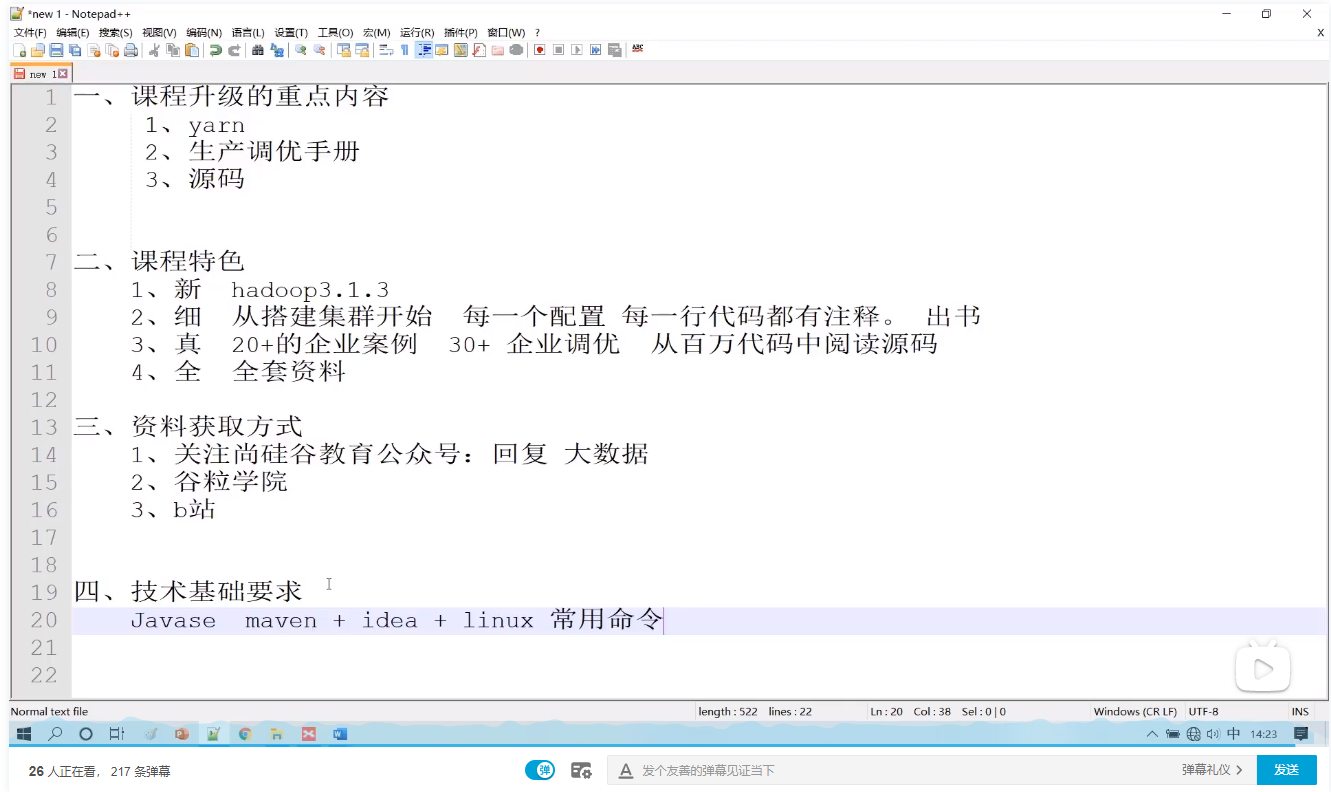 *new 1 - Notepad++
文件(F) 编辑(E) 搜索(S) 视图(V) 编码(N) 语言(L) 设置(T) 工具(O) 宏(M) 运行(R) 插件(P) 窗口(W) ? X
new 1
1 一、课程升级的重点内容
2 1、yarn
3 2、生产调优手册
4 3、源码
5
6
7 二、课程特色
8 1、新 hadoop3.1.3
9 2、细 从搭建集群开始 每一个配置 每一行代码都有注释。 出书
10 3、真 20+的企业案例 30+ 企业调优 从百万代码中阅读源码
11 4、全 全套资料
12
13 三、资料获取方式
14 1、关注尚硅谷教育公众号：回复 大数据
15 2、谷粒学院
16 3、b站
17
18
19 四、技术基础要求
20 Javase maven + idea + linux 常用命令
21
22
Normal text file length : 522 lines : 22 Ln : 20 Col : 38 Sel : 0 | 0 Windows (CR LF) UTF-8 INS
中 14:23
26 人正在看， 217 条弹幕 弹 发个友善的弹幕见证当下 弹幕礼仪 发送